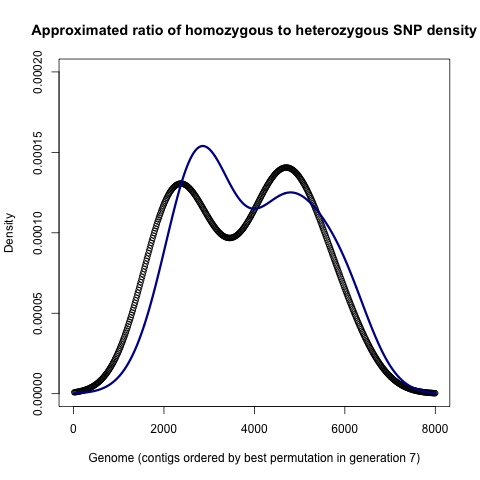 Approximated ratio of homozygous to heterozygous SNP density
Density
0.00020
0.00015
0.00010
0.00005
0.00000
0 2000 4000 6000 8000
Genome (contigs ordered by best permutation in generation 7)